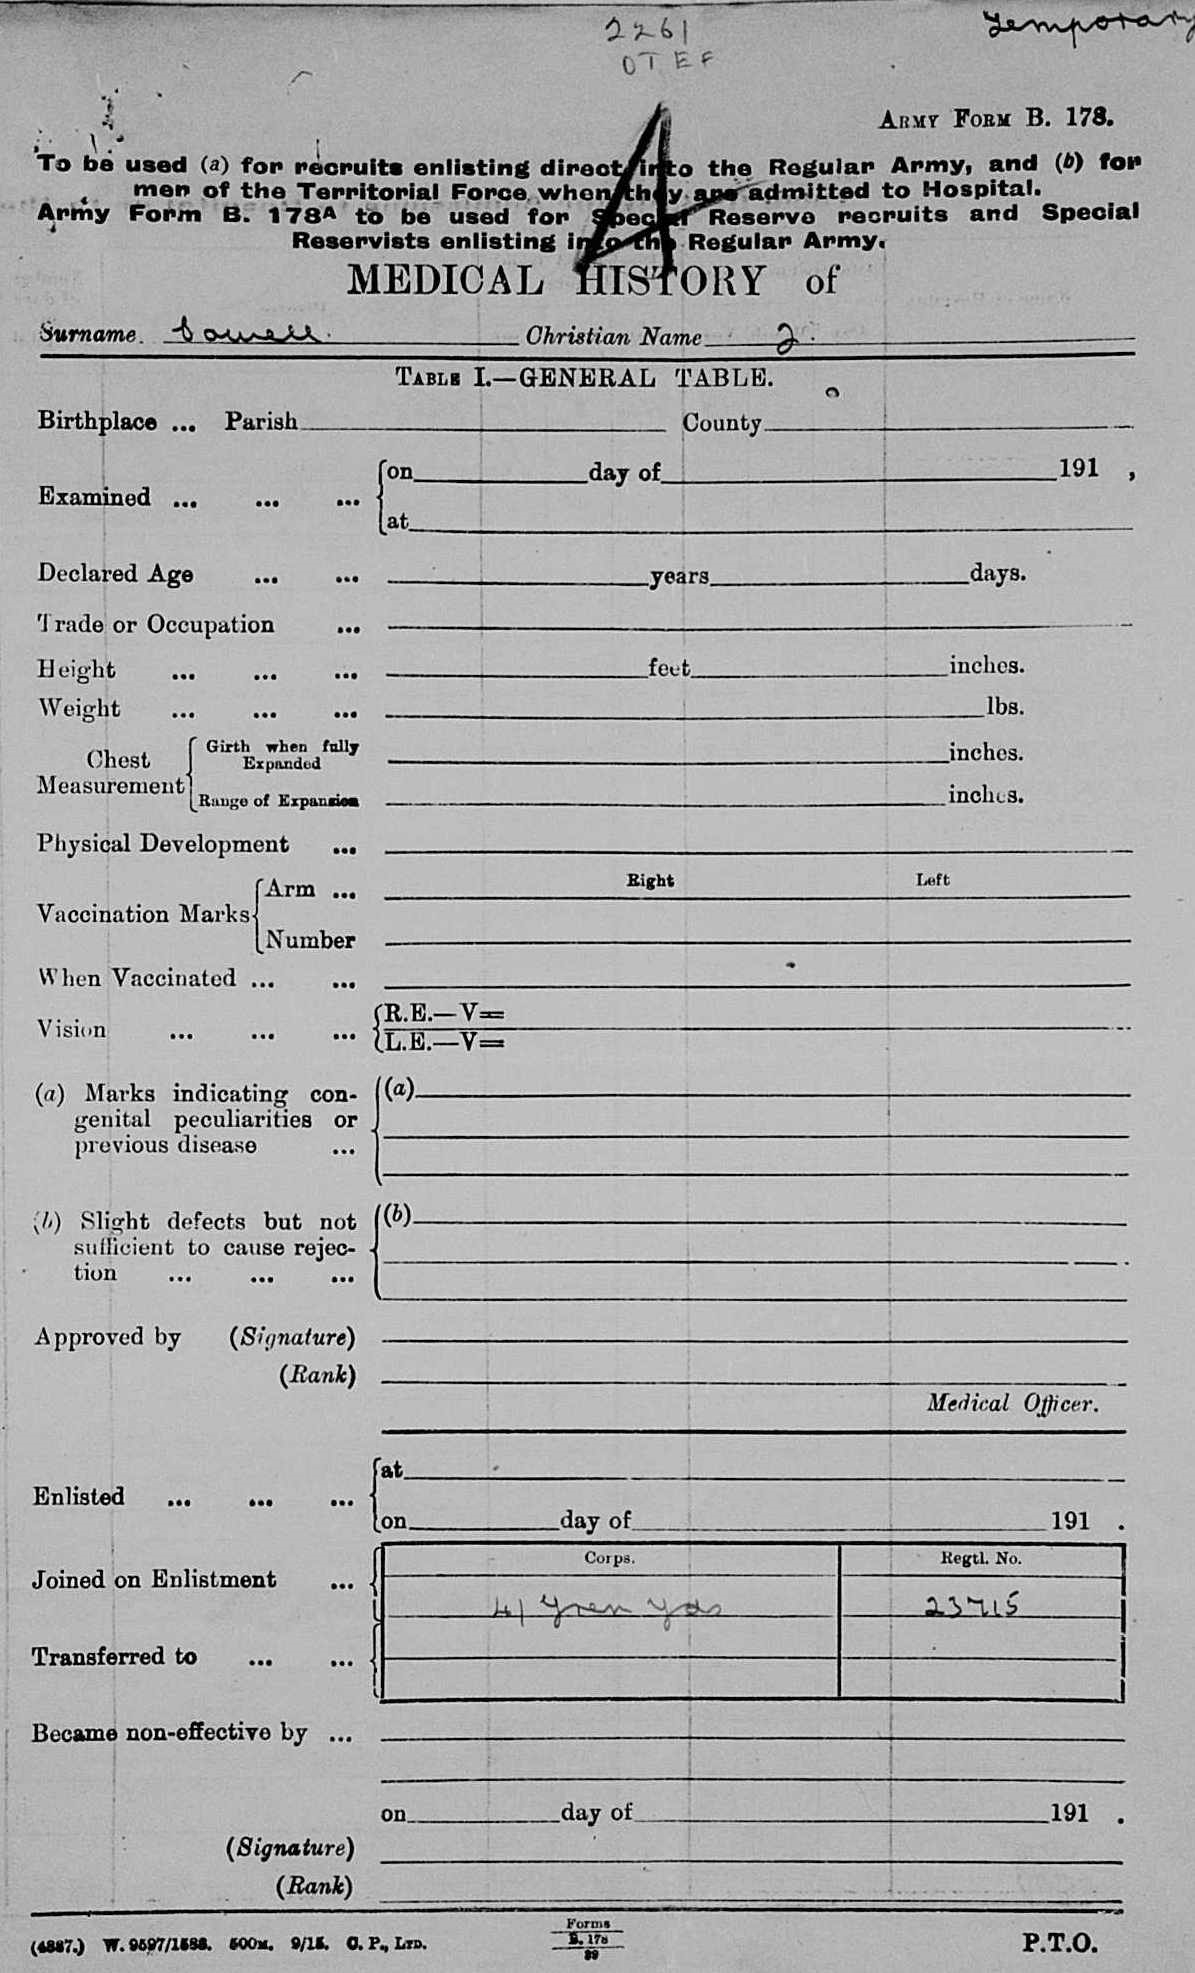 2261
Temporary
OTEF
A
ARMY FORM B. 178.
To be used (a) for recruits enlisting direct into the Regular Army, and (b) for
men of the Territorial Force when they are admitted to Hospital.
Army Form B. 178A to be used for Special Reserve recruits and Special
Reservists enlisting into the Regular Army.
MEDICAL HISTORY of
Surname. Cowell. Christian Name J.
TABLE I.—GENERAL TABLE.
Birthplace ... Parish County
Examined ... ... ... on day of 191 ,
at
Declared Age ... ... years days.
Trade or Occupation ...
Height ... ... ... feet inches.
Weight ... ... ... lbs.
Chest Measurement Girth when fully Expanded inches.
Range of Expansion inches.
Physical Development ...
Right Left
Vaccination Marks Arm ...
Number
When Vaccinated ... ...
Vision ... ... ... R.E.—V=
L.E.—V=
(a) Marks indicating con- (a)
genital peculiarities or
previous disease ...
(b) Slight defects but not (b)
sufficient to cause rejec-
tion ... ... ...
Approved by (Signature)
(Rank)
Medical Officer.
Enlisted ... ... ... at
on day of 191 .
Corps. Regtl. No.
Joined on Enlistment ... 4/ Gren Gds 23715
Transferred to ... ...
Became non-effective by ...
on day of 191 .
(Signature)
(Rank)
(4887.) W. 9597/1588. 500M. 9/15. C. P., LTD. Forms B. 178 / 39 P.T.O.